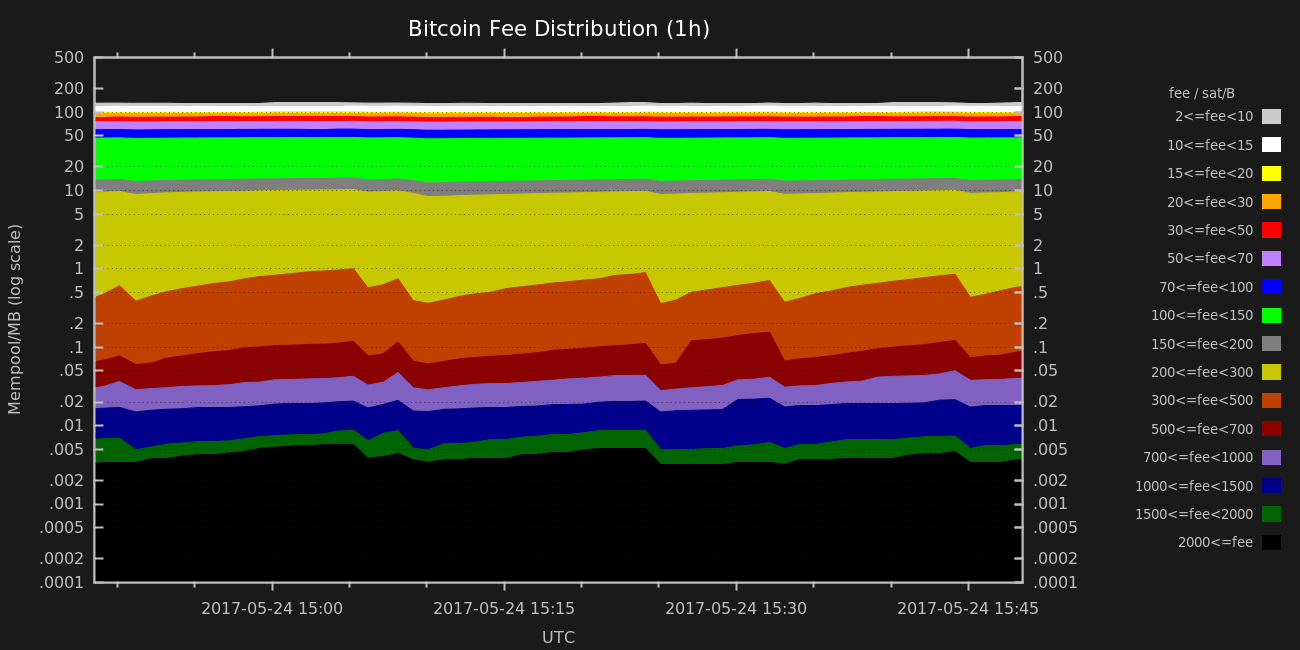 Bitcoin Fee Distribution (1h)
500
200
100
50
20
10
5
2
1
.5
.2
.1
.05
.02
.01
.005
.002
.001
.0005
.0002
.0001
Mempool/MB (log scale)
500
200
100
50
20
10
5
2
1
.5
.2
.1
.05
.02
.01
.005
.002
.001
.0005
.0002
.0001
2017-05-24 15:00 2017-05-24 15:15 2017-05-24 15:30 2017-05-24 15:45
UTC
fee / sat/B
2<=fee<10
10<=fee<15
15<=fee<20
20<=fee<30
30<=fee<50
50<=fee<70
70<=fee<100
100<=fee<150
150<=fee<200
200<=fee<300
300<=fee<500
500<=fee<700
700<=fee<1000
1000<=fee<1500
1500<=fee<2000
2000<=fee